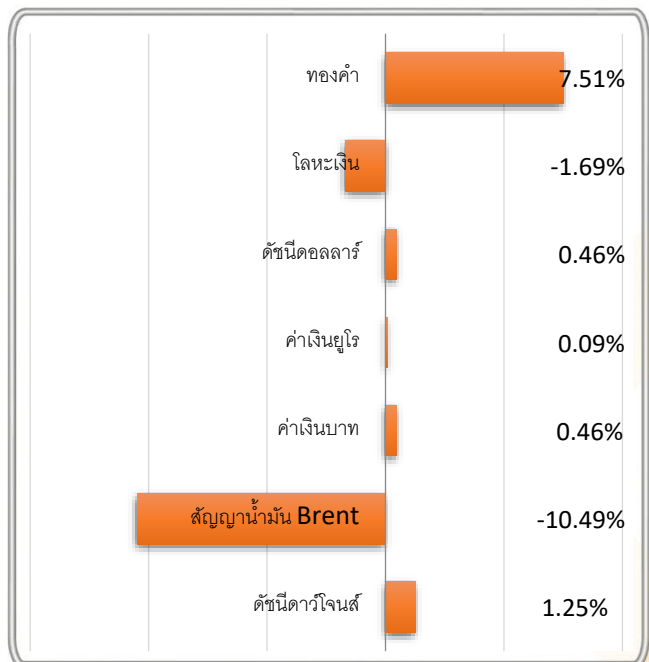 ทองคำ 7.51%
โลหะเงิน -1.69%
ดัชนีดอลลาร์ 0.46%
ค่าเงินยูโร 0.09%
ค่าเงินบาท 0.46%
สัญญาน้ำมัน Brent -10.49%
ดัชนีดาวโจนส์ 1.25%